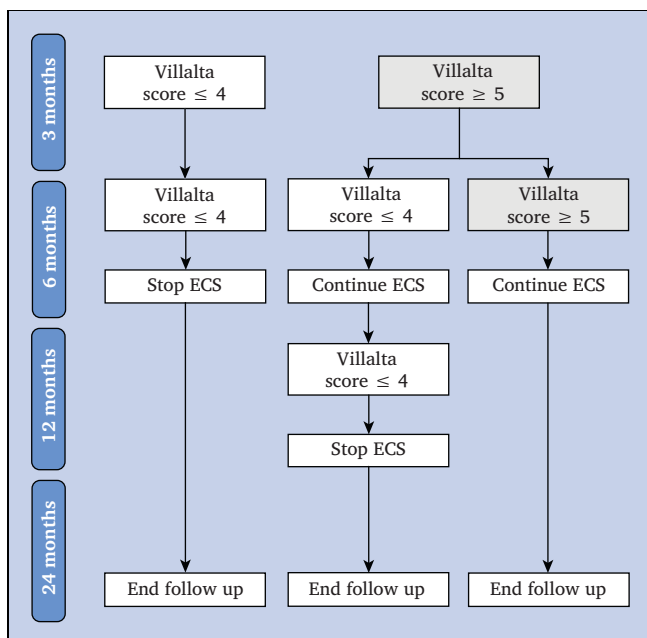 3 months
Villalta
score ≤ 4
Villalta
score ≥ 5
6 months
Villalta
score ≤ 4
Villalta
score ≤ 4
Villalta
score ≥ 5
Stop ECS
Continue ECS
Continue ECS
12 months
Villalta
score ≤ 4
Stop ECS
24 months
End follow up
End follow up
End follow up